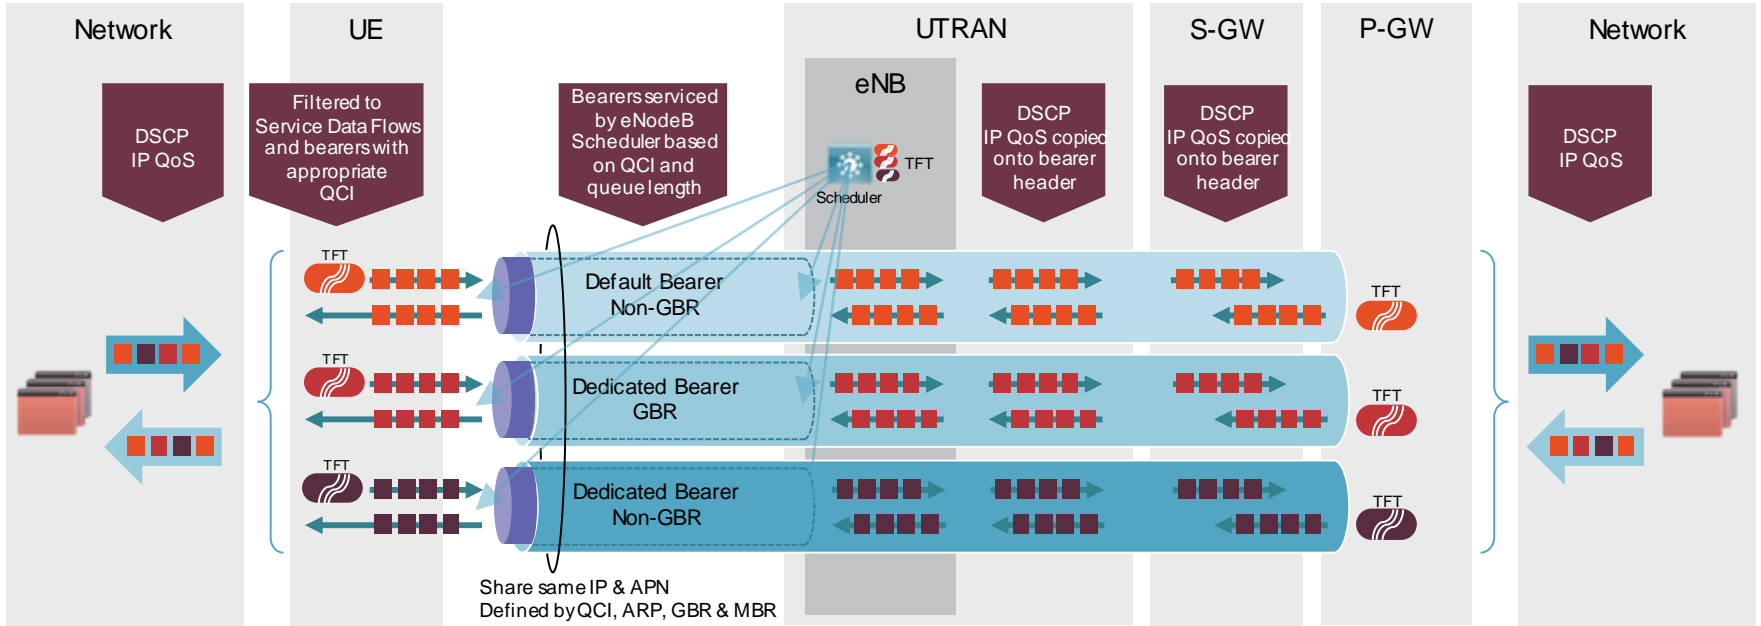 Network
UE
UTRAN
S-GW
P-GW
Network
DSCP
IP QoS
Filtered to
Service Data Flows
and bearers with
appropriate
QCI
Bearers serviced
by eNodeB
Scheduler based
on QCI and
queue length
eNB
TFT
Scheduler
DSCP
IP QoS copied
onto bearer
header
DSCP
IP QoS copied
onto bearer
header
DSCP
IP QoS
TFT
Default Bearer
Non-GBR
TFT
TFT
Dedicated Bearer
GBR
TFT
TFT
Dedicated Bearer
Non-GBR
TFT
Share same IP & APN
Defined by QCI, ARP, GBR & MBR